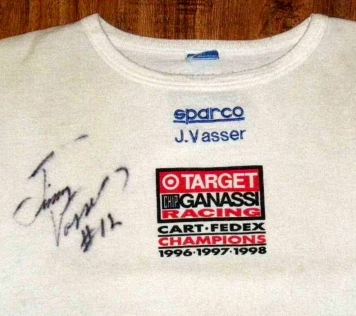 sparco
J.Vasser
TARGET
CHIP GANASSI
RACING
CART·FEDEX
CHAMPIONS
1996·1997·1998
Jimmy
Vasser
#12